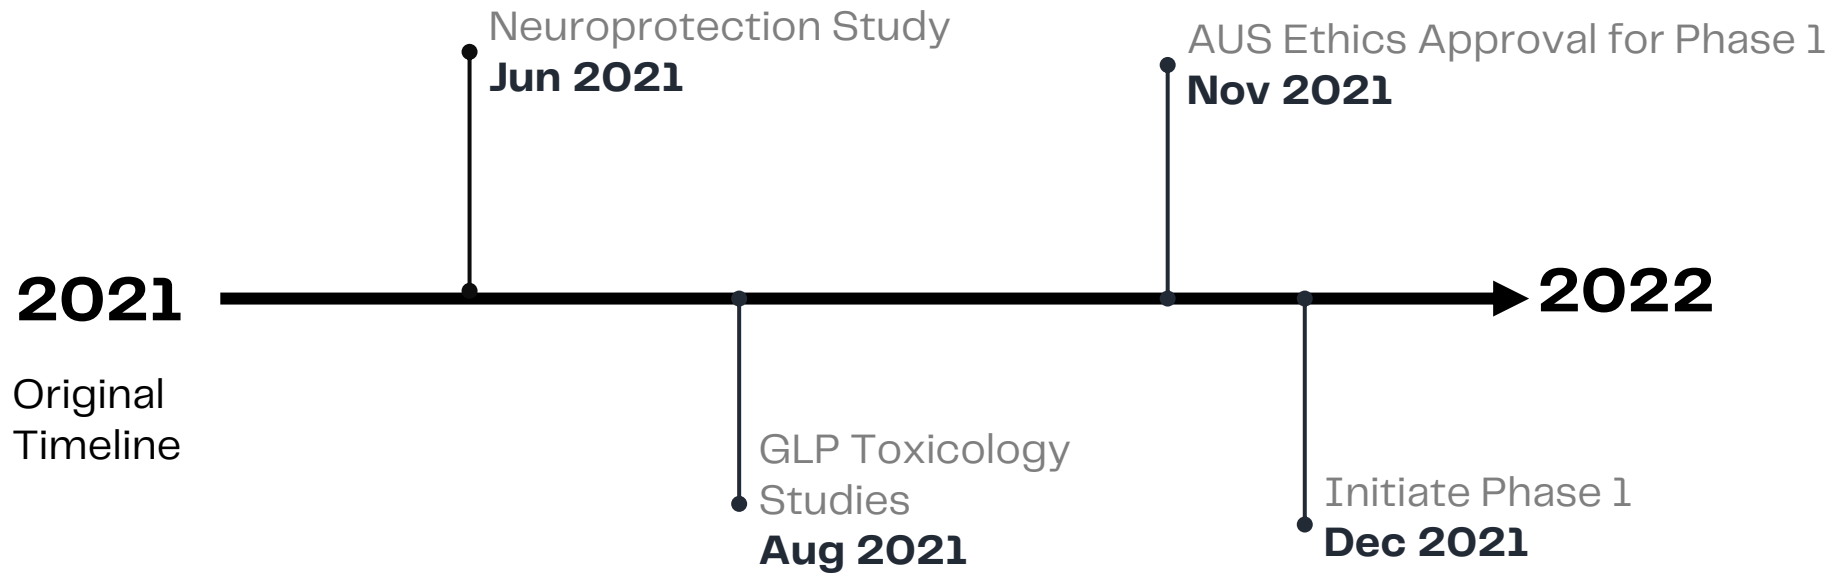 Neuroprotection Study
Jun 2021
AUS Ethics Approval for Phase 1
Nov 2021
2021
2022
Original
Timeline
GLP Toxicology
Studies
Aug 2021
Initiate Phase 1
Dec 2021